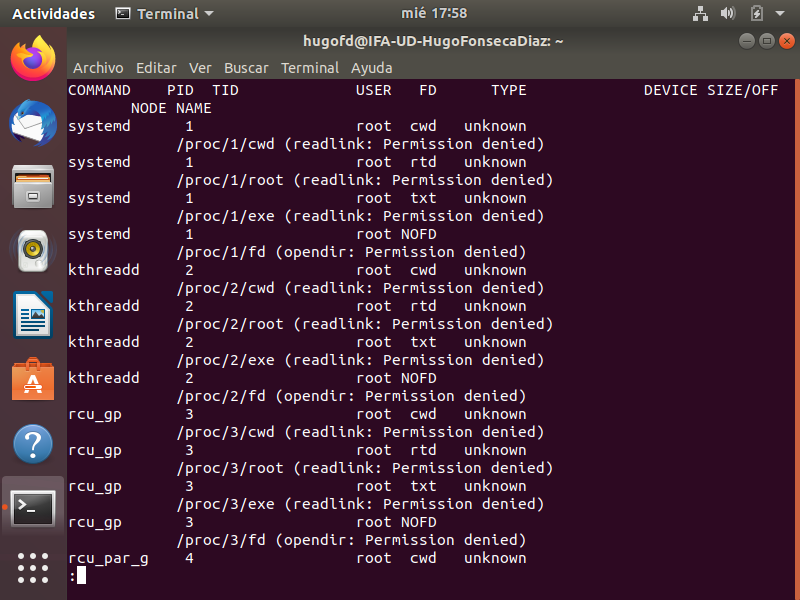 Actividades Terminal mié 17:58
hugofd@IFA-UD-HugoFonsecaDiaz: ~
Archivo Editar Ver Buscar Terminal Ayuda
COMMAND PID TID USER FD TYPE DEVICE SIZE/OFF
NODE NAME
systemd 1 root cwd unknown
/proc/1/cwd (readlink: Permission denied)
systemd 1 root rtd unknown
/proc/1/root (readlink: Permission denied)
systemd 1 root txt unknown
/proc/1/exe (readlink: Permission denied)
systemd 1 root NOFD
/proc/1/fd (opendir: Permission denied)
kthreadd 2 root cwd unknown
/proc/2/cwd (readlink: Permission denied)
kthreadd 2 root rtd unknown
/proc/2/root (readlink: Permission denied)
kthreadd 2 root txt unknown
/proc/2/exe (readlink: Permission denied)
kthreadd 2 root NOFD
/proc/2/fd (opendir: Permission denied)
rcu_gp 3 root cwd unknown
/proc/3/cwd (readlink: Permission denied)
rcu_gp 3 root rtd unknown
/proc/3/root (readlink: Permission denied)
rcu_gp 3 root txt unknown
/proc/3/exe (readlink: Permission denied)
rcu_gp 3 root NOFD
/proc/3/fd (opendir: Permission denied)
rcu_par_g 4 root cwd unknown
: